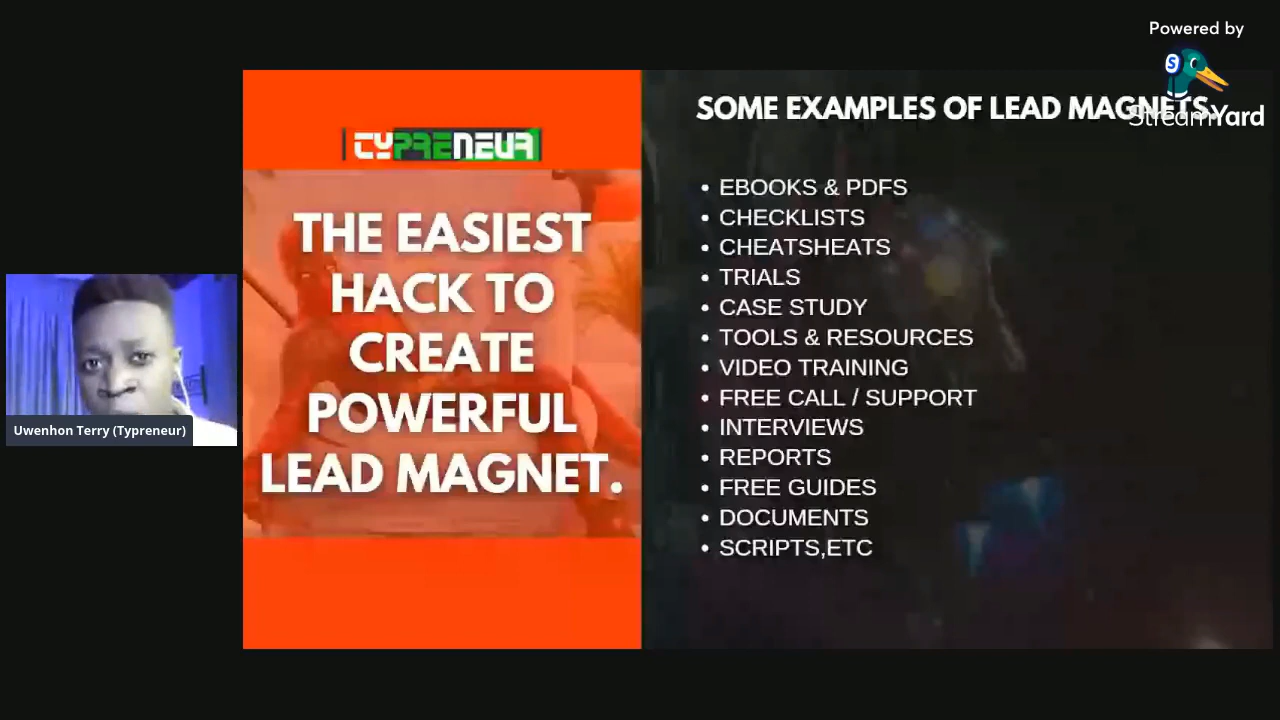 Powered by
StreamYard
TYPRENEUR
THE EASIEST
HACK TO
CREATE
POWERFUL
LEAD MAGNET.
SOME EXAMPLES OF LEAD MAGNETS
• EBOOKS & PDFS
• CHECKLISTS
• CHEATSHEATS
• TRIALS
• CASE STUDY
• TOOLS & RESOURCES
• VIDEO TRAINING
• FREE CALL / SUPPORT
• INTERVIEWS
• REPORTS
• FREE GUIDES
• DOCUMENTS
• SCRIPTS,ETC
Uwenhon Terry (Typreneur)